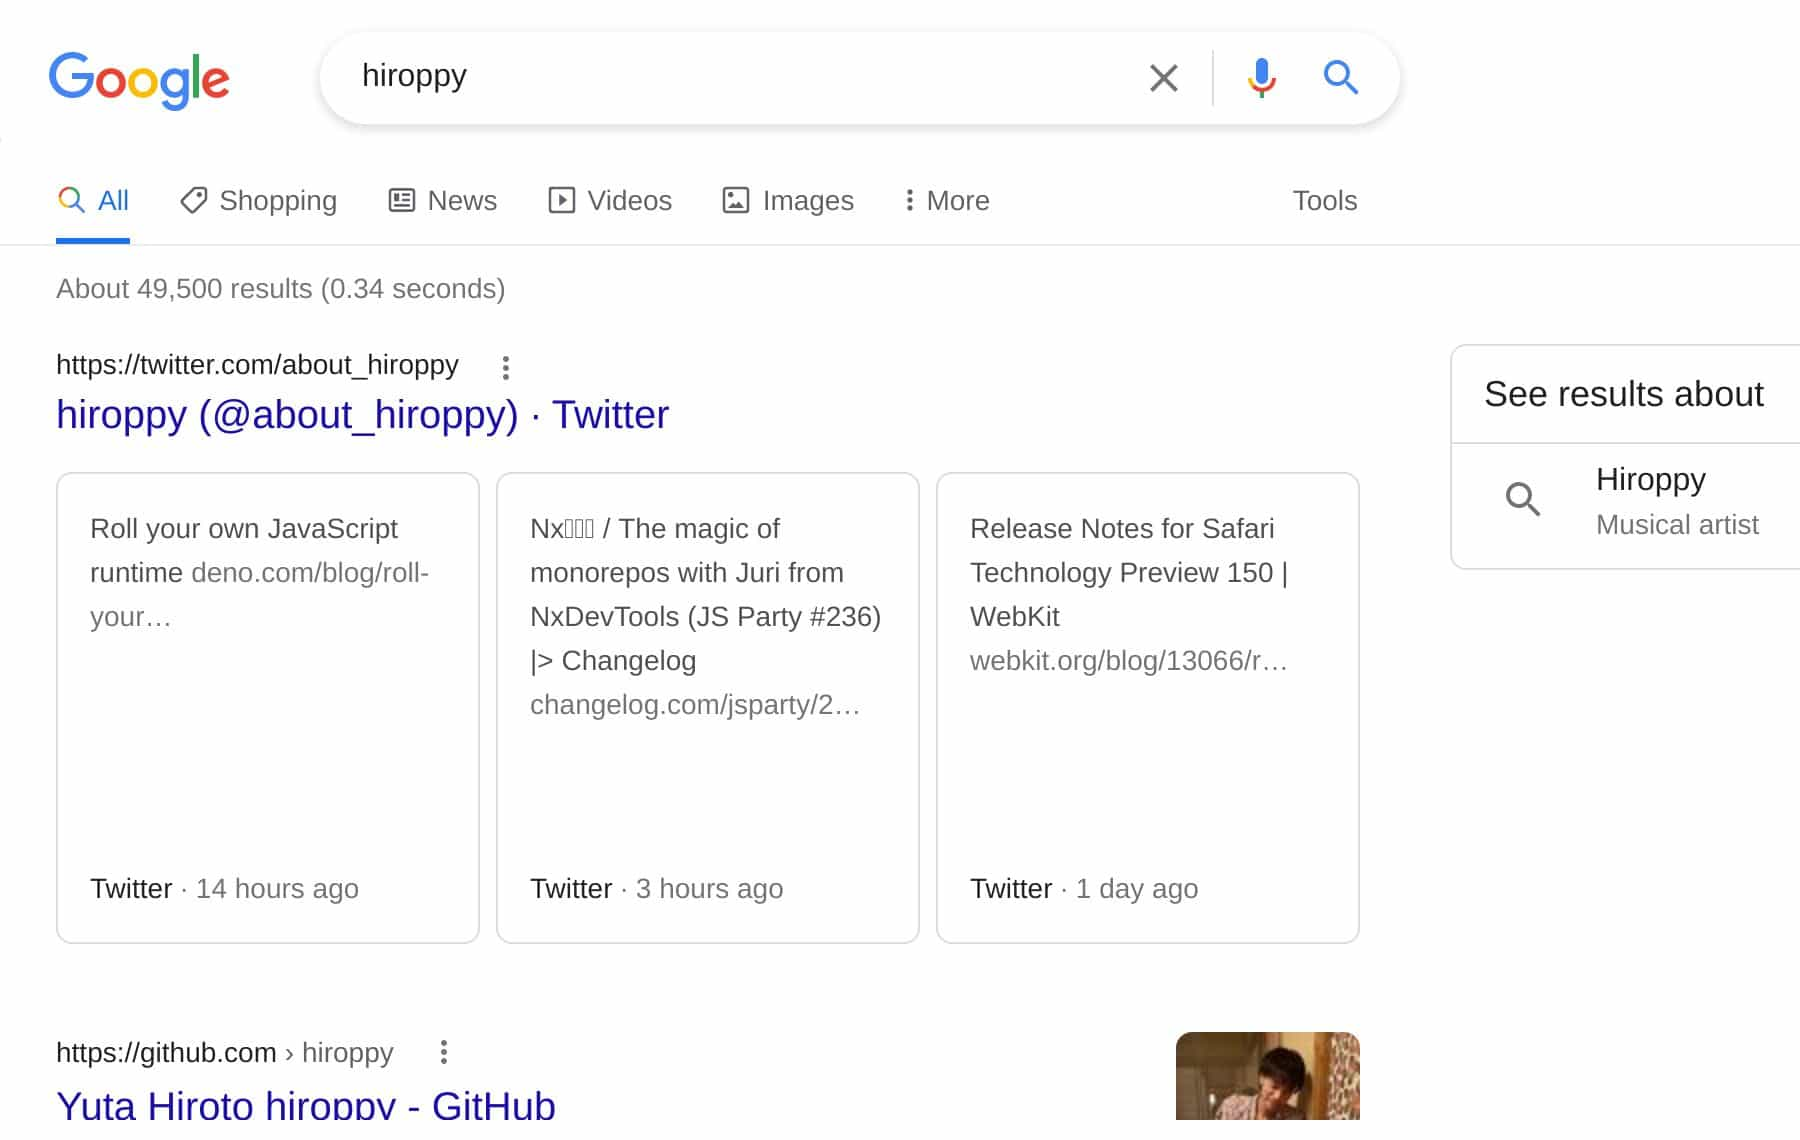 Google
hiroppy
All Shopping News Videos Images More Tools
About 49,500 results (0.34 seconds)
https://twitter.com/about_hiroppy
hiroppy (@about_hiroppy) · Twitter
Roll your own JavaScript
runtime deno.com/blog/roll-
your…
Twitter · 14 hours ago
Nx / The magic of
monorepos with Juri from
NxDevTools (JS Party #236)
|> Changelog
changelog.com/jsparty/2…
Twitter · 3 hours ago
Release Notes for Safari
Technology Preview 150 |
WebKit
webkit.org/blog/13066/r…
Twitter · 1 day ago
https://github.com › hiroppy
Yuta Hiroto hiroppy - GitHub
See results about
Hiroppy
Musical artist